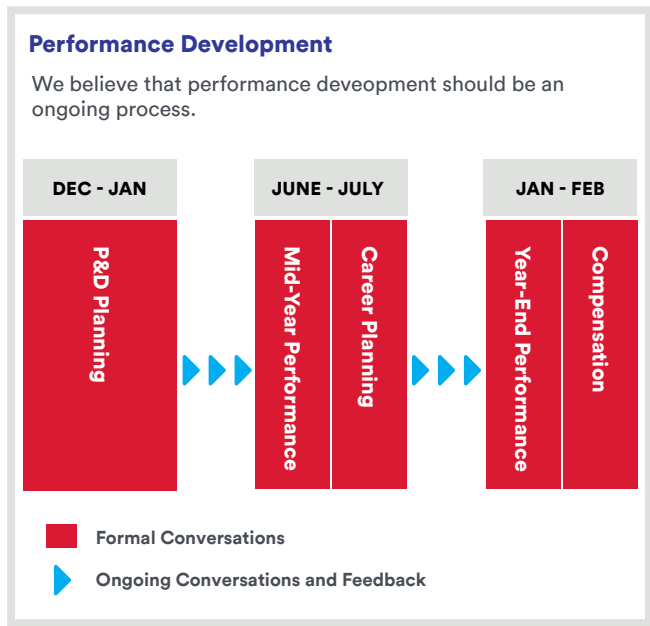 Performance Development
We believe that performance deveopment should be an
ongoing process.
DEC - JAN
JUNE - JULY
JAN - FEB
P&D Planning
Mid-Year Performance
Career Planning
Year-End Performance
Compensation
Formal Conversations
Ongoing Conversations and Feedback